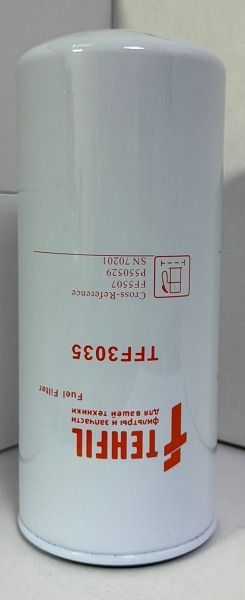 TEHFIL
фильтры и запчасти
для вашей техники
Fuel Filter
TFF3035
Cross-Reference
FF5507
P550529
SN 70201